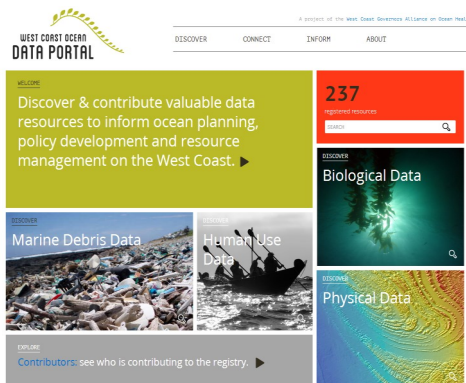 A project of the West Coast Governors Alliance on Ocean Heal
WEST COAST OCEAN
DATA PORTAL
DISCOVER CONNECT INFORM ABOUT
WELCOME
Discover & contribute valuable data
resources to inform ocean planning,
policy development and resource
management on the West Coast.
237
registered resources
SEARCH
DISCOVER
Biological Data
DISCOVER
Marine Debris Data
DISCOVER
Human Use
Data
DISCOVER
Physical Data
EXPLORE
Contributors: see who is contributing to the registry.